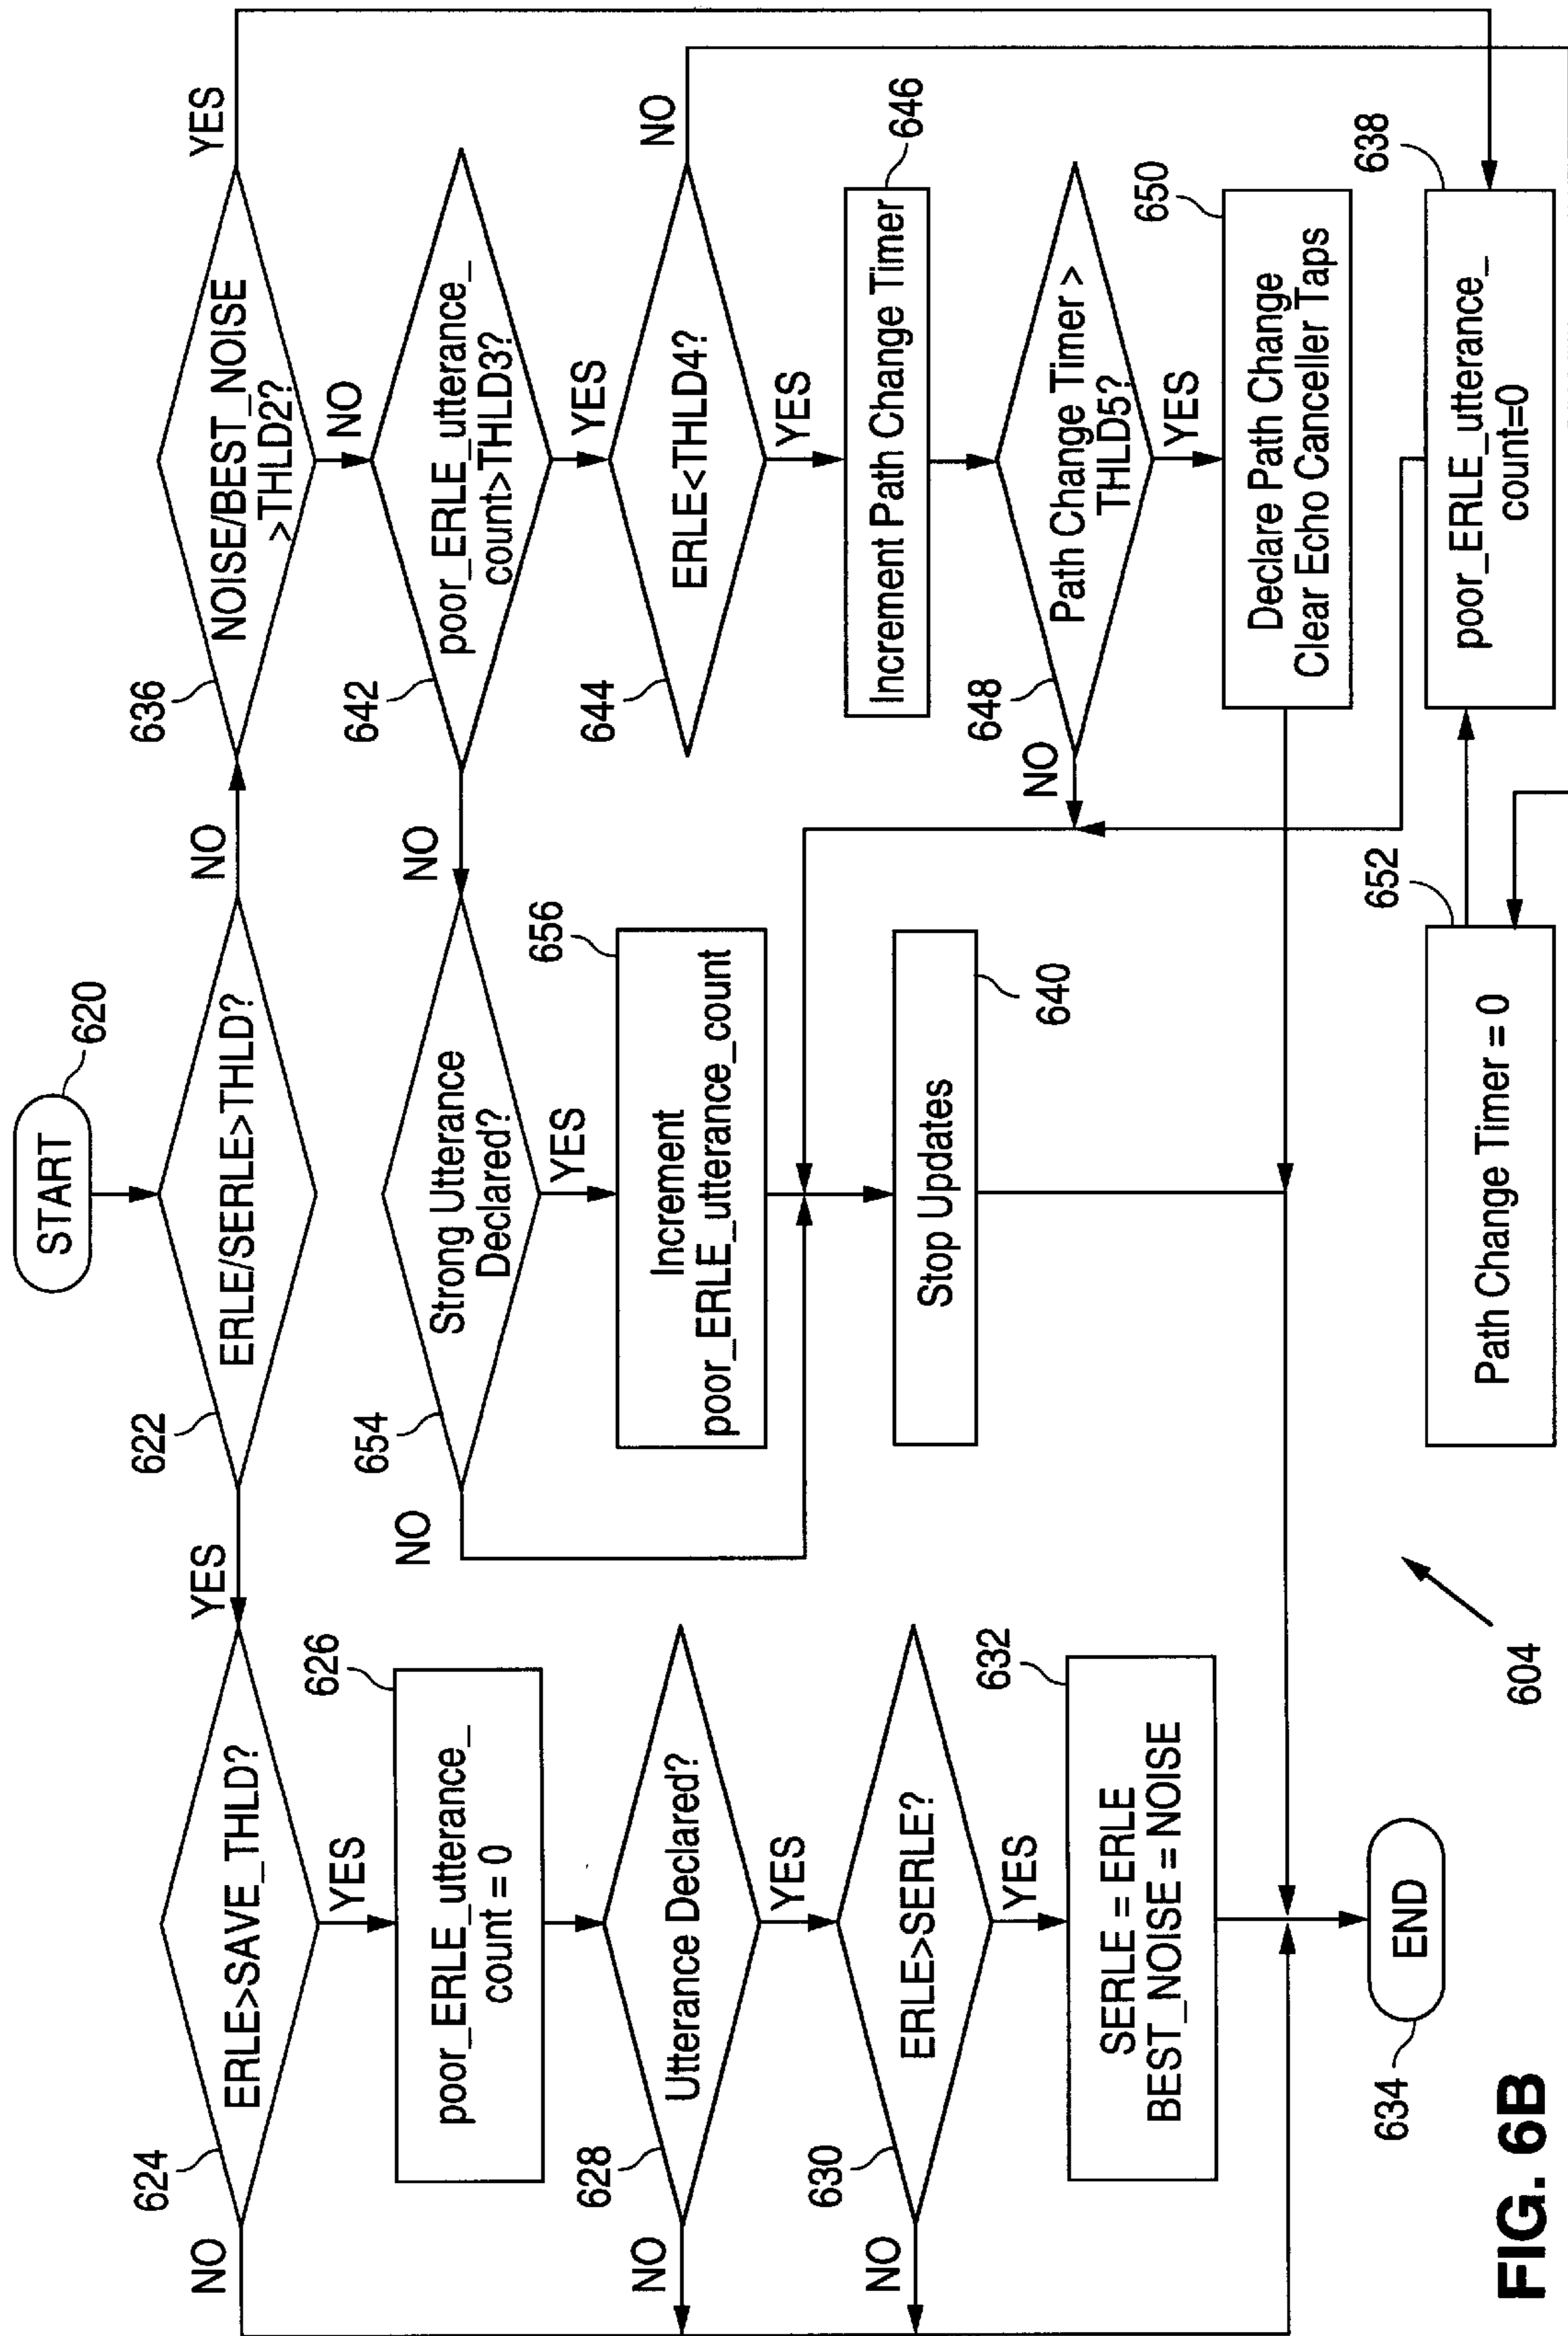 START
620
622
ERLE/SERLE>THLD?
YES
NO
624
ERLE>SAVE_THLD?
NO
YES
626
poor_ERLE_utterance_
count = 0
628
Utterance Declared?
NO
YES
630
ERLE>SERLE?
NO
YES
632
SERLE = ERLE
BEST_NOISE = NOISE
634
END
636
NOISE/BEST_NOISE
>THLD2?
YES
NO
642
poor_ERLE_utterance_
count>THLD3?
NO
YES
654
Strong Utterance
Declared?
NO
YES
656
Increment
poor_ERLE_utterance_count
Stop Updates
640
644
ERLE<THLD4?
NO
YES
Increment Path Change Timer
646
648
Path Change Timer >
THLD5?
NO
YES
650
Declare Path Change
Clear Echo Canceller Taps
652
Path Change Timer = 0
638
poor_ERLE_utterance_
count=0
604
FIG. 6B